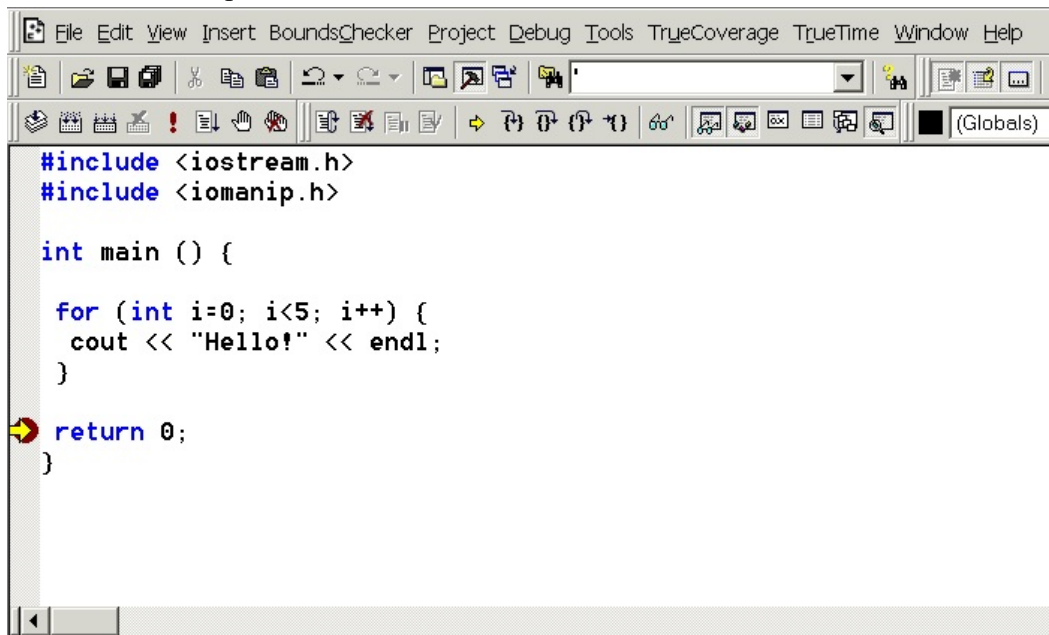 File Edit View Insert BoundsChecker Project Debug Tools TrueCoverage TrueTime Window Help
(Globals)
#include <iostream.h>
#include <iomanip.h>
int main () {
for (int i=0; i<5; i++) {
cout << "Hello!" << endl;
}
return 0;
}